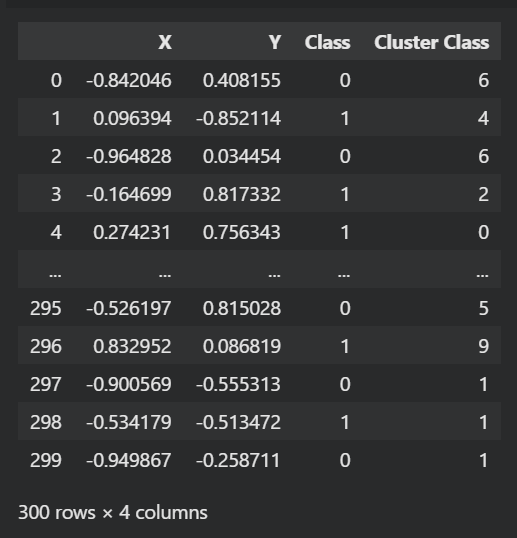 X Y Class Cluster Class
0 -0.842046 0.408155 0 6
1 0.096394 -0.852114 1 4
2 -0.964828 0.034454 0 6
3 -0.164699 0.817332 1 2
4 0.274231 0.756343 1 0
... ... ... ... ...
295 -0.526197 0.815028 0 5
296 0.832952 0.086819 1 9
297 -0.900569 -0.555313 0 1
298 -0.534179 -0.513472 1 1
299 -0.949867 -0.258711 0 1
300 rows × 4 columns